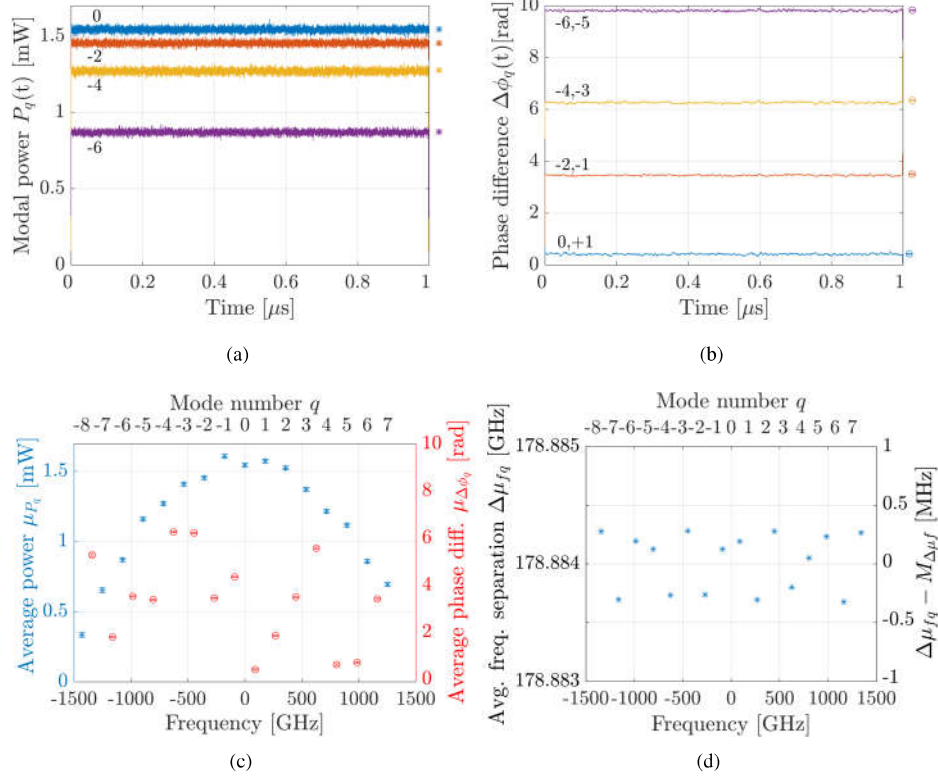 Modal power P_q(t) [mW]
1.5
1
0.5
0
0
-2
-4
-6
0 0.2 0.4 0.6 0.8 1
Time [μs]
(a)
Phase difference Δϕ_q(t)[rad]
10
8
6
4
2
0
-6,-5
-4,-3
-2,-1
0,+1
0 0.2 0.4 0.6 0.8 1
Time [μs]
(b)
Mode number q
-8 -7 -6 -5 -4 -3 -2 -1 0 1 2 3 4 5 6 7
Average power μ_{P_q} [mW]
1.5
1
0.5
0
Average phase diff. μ_{Δϕ_q} [rad]
10
8
6
4
2
0
-1500 -1000 -500 0 500 1000 1500
Frequency [GHz]
(c)
Mode number q
-8 -7 -6 -5 -4 -3 -2 -1 0 1 2 3 4 5 6 7
Avg. freq. separation Δμ_{fq} [GHz]
178.885
178.884
178.883
Δμ_{fq} − M_{Δμf} [MHz]
1
0.5
0
-0.5
-1
-1500 -1000 -500 0 500 1000 1500
Frequency [GHz]
(d)